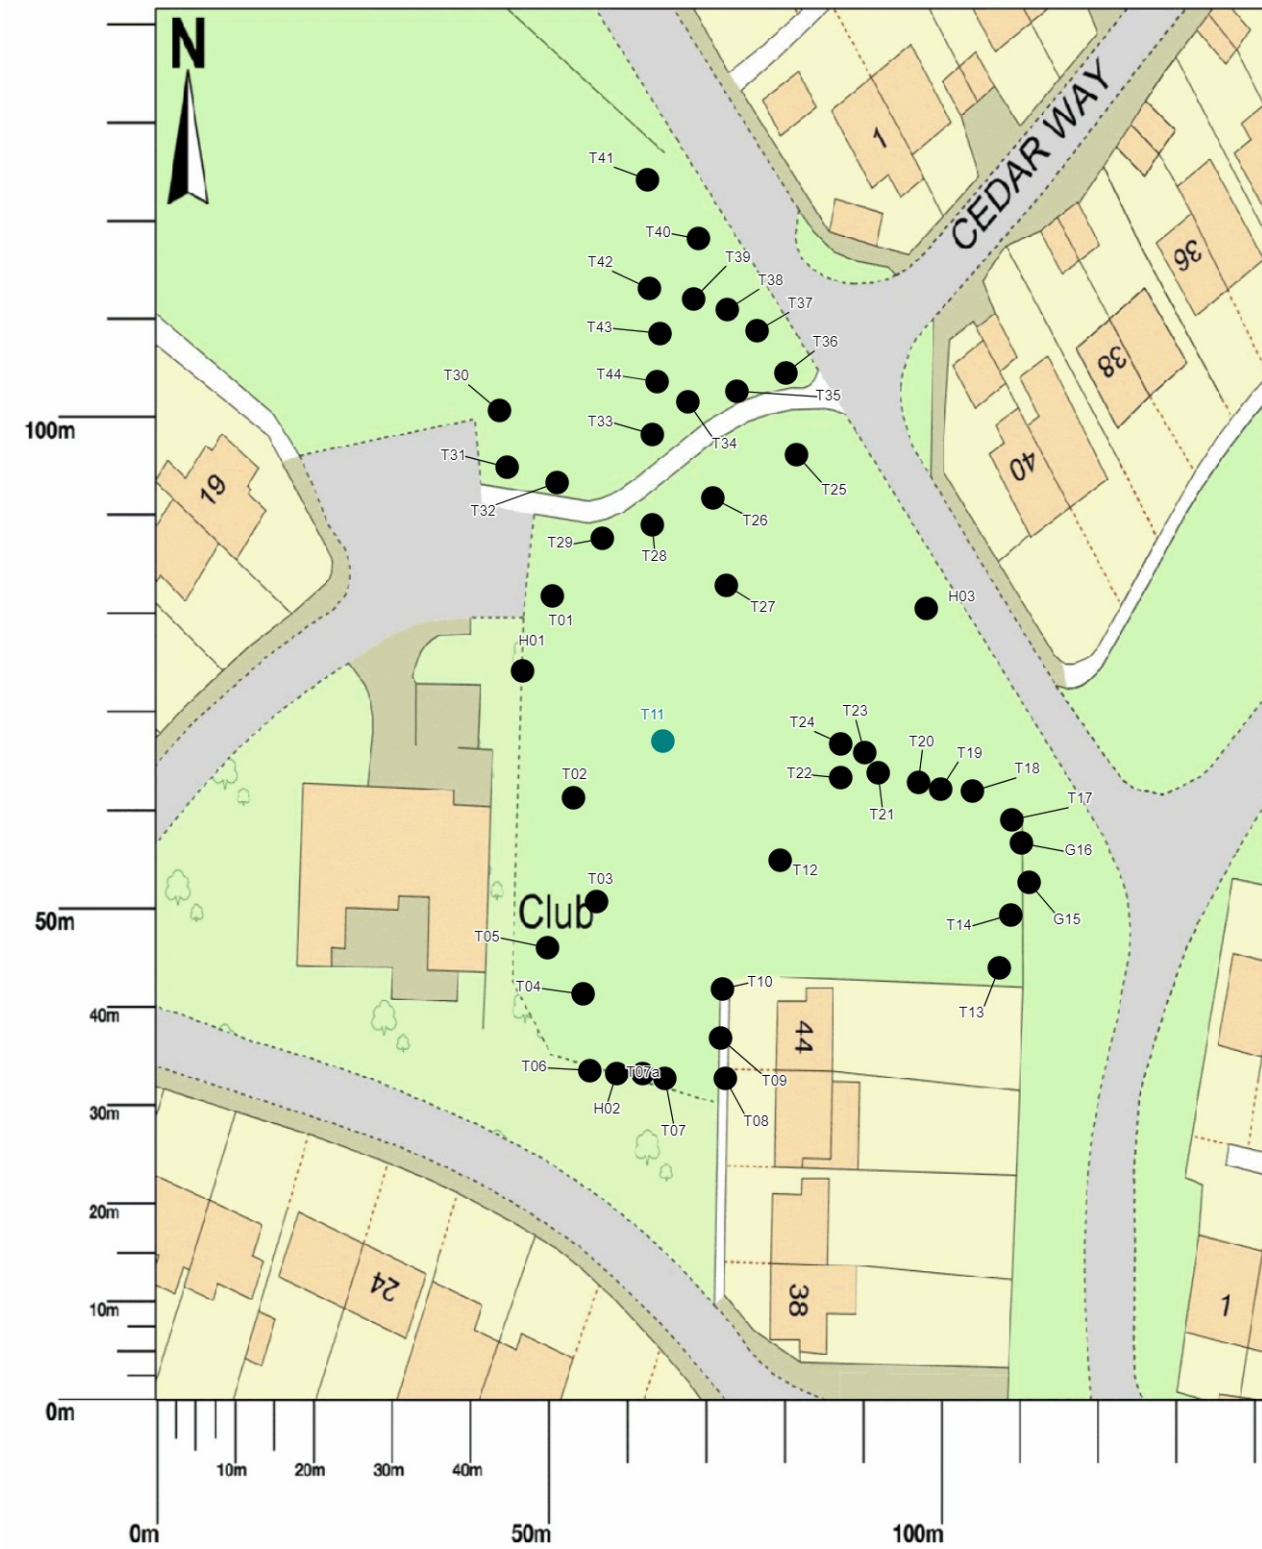 N
CEDAR WAY
1
36
38
40
19
T41
T40
T39
T42
T38
T37
T43
T36
T44
T30
T35
T33
100m
T34
T31
T25
T32
T26
T29
T28
H03
T27
T01
H01
T11
T23
T24
T20
T19
T22
T18
T02
T17
T21
G16
T12
T03
Club
50m
G15
T14
T05
T10
T04
T13
40m
44
T06
T07a
T09
H02
30m
T08
T07
20m
24
38
1
10m
0m
10m
20m
30m
40m
0m
50m
100m